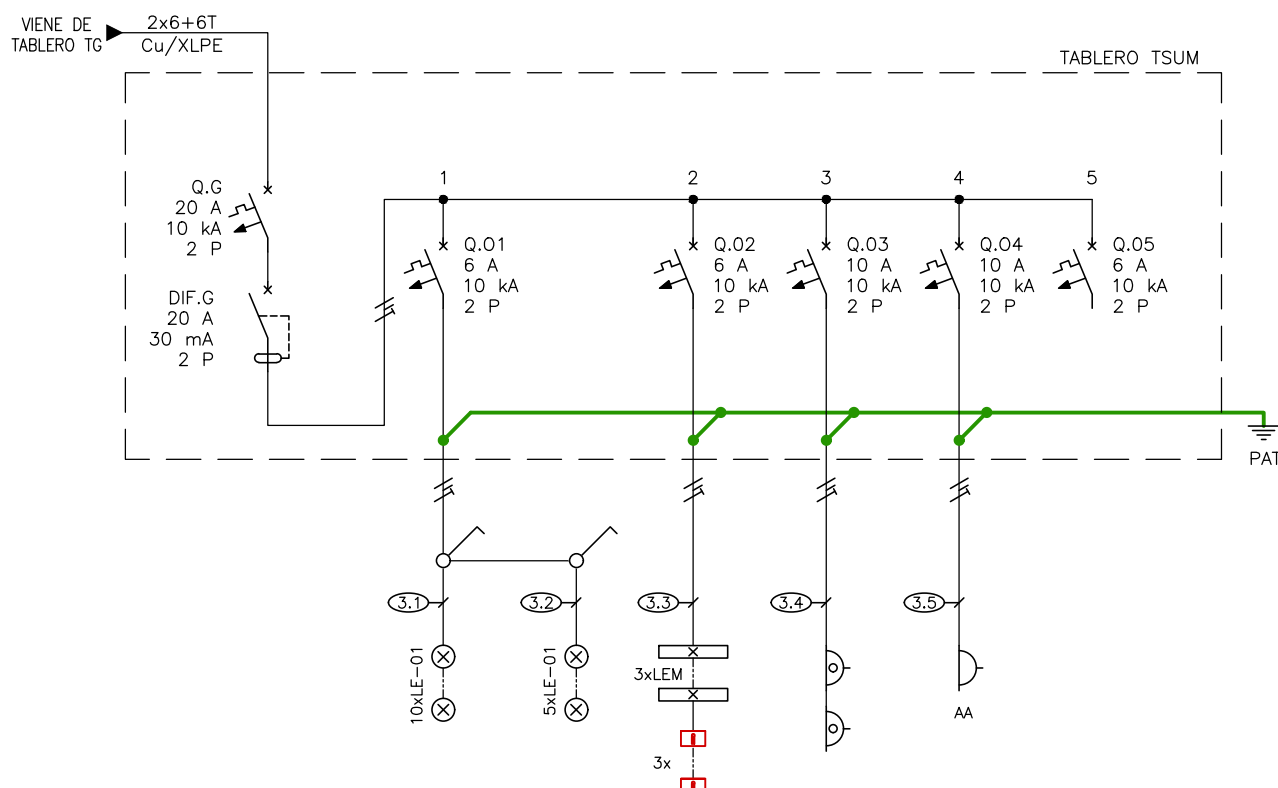 VIENE DE
TABLERO TG
2x6+6T
Cu/XLPE
TABLERO TSUM
Q.G
20 A
10 kA
2 P
DIF.G
20 A
30 mA
2 P
1
2
3
4
5
Q.01
6 A
10 kA
2 P
Q.02
6 A
10 kA
2 P
Q.03
10 A
10 kA
2 P
Q.04
10 A
10 kA
2 P
Q.05
6 A
10 kA
2 P
PAT
3.1
3.2
3.3
3.4
3.5
10xLE-01
5xLE-01
3xLEM
AA
3x